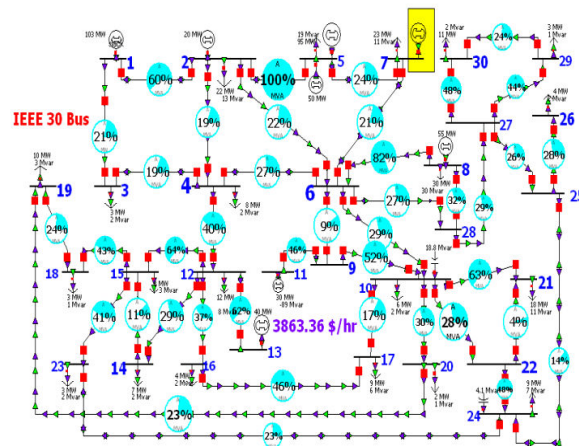 103 MW
20 MW
19 Mvar
95 MW
23 MW
11 Mvar
2 Mvar
11 MW
24%
3 MW
1 Mvar
1
2
5
7
30
29
60%
MVA
22 MW
13 Mvar
100%
MVA
50 MW
24%
48%
44%
4 MW
IEEE 30 Bus
21%
19%
22%
21%
27
26
10 MW
3 Mvar
55 MW
82%
26%
28%
19
19%
27%
8
25
3
4
6
27%
30 MW
30 Mvar
32%
29%
3 MW
2 Mvar
8 MW
2 Mvar
24%
40%
9%
29%
28
43%
64%
46%
52%
18.8 Mvar
18
15
12
11
9
10
63%
21
3 MW
1 Mvar
12 MW
30 MW
6 MW
2 Mvar
18 MW
11 Mvar
41%
11%
29%
37%
62%
40 MW
3863.36 $/hr
17%
30%
28%
MVA
4%
14%
23
14
16
13
17
20
22
3 MW
2 Mvar
7 MW
2 Mvar
4 MW
2 Mvar
46%
9 MW
6 Mvar
2 MW
1 Mvar
4.1 Mvar
48%
9 MW
7 Mvar
24
23%
MVA
23%